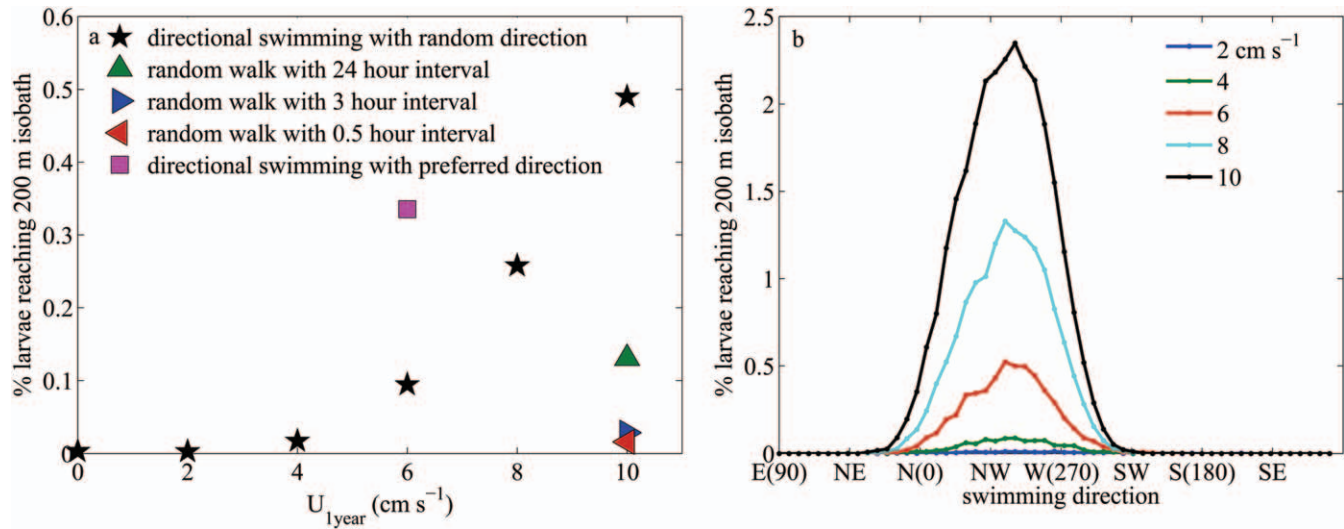 a
directional swimming with random direction
random walk with 24 hour interval
random walk with 3 hour interval
random walk with 0.5 hour interval
directional swimming with preferred direction
% larvae reaching 200 m isobath
0.6
0.5
0.4
0.3
0.2
0.1
0
0 2 4 6 8 10
U1year (cm s−1)
b
2 cm s−1
4
6
8
10
% larvae reaching 200 m isobath
2.5
2
1.5
1
0.5
0
E(90) NE N(0) NW W(270) SW S(180) SE
swimming direction